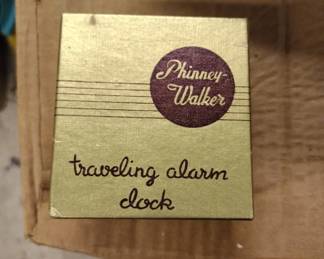 Phinney-
Walker
traveling alarm
clock